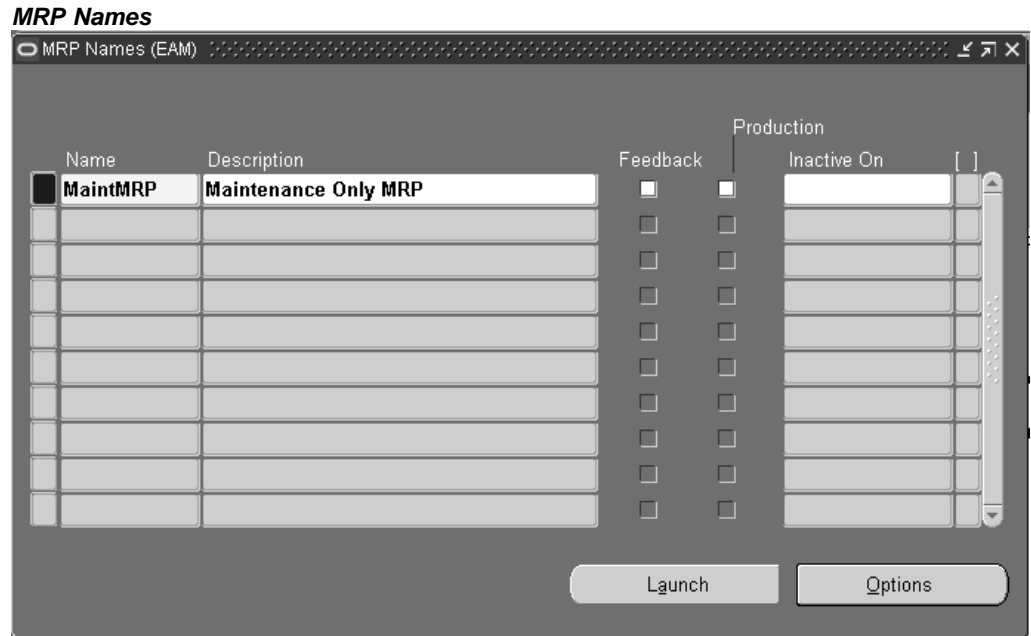 MRP Names
MRP Names (EAM)
Production
Name Description Feedback Inactive On [ ]
MaintMRP Maintenance Only MRP
Launch Options